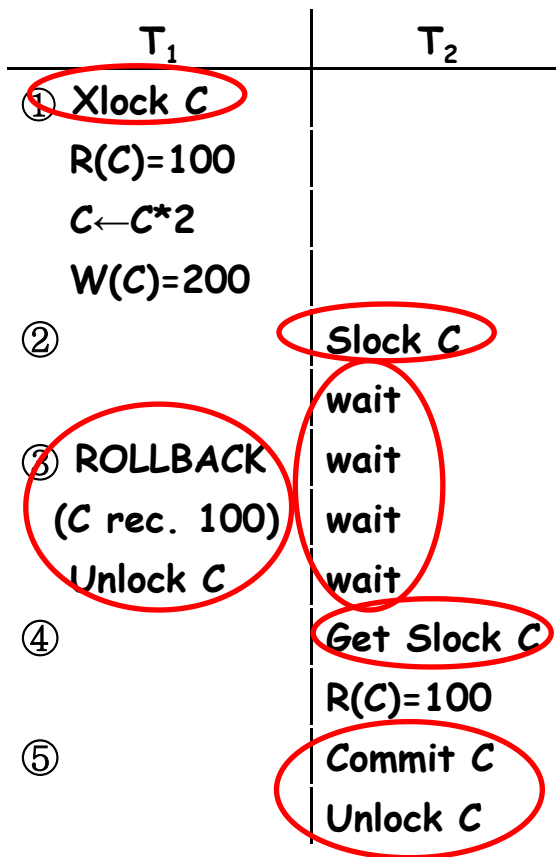 T₁ T₂
① Xlock C
R(C)=100
C←C*2
W(C)=200
② Slock C
wait
③ ROLLBACK wait
(C rec. 100) wait
Unlock C wait
④ Get Slock C
R(C)=100
⑤ Commit C
Unlock C